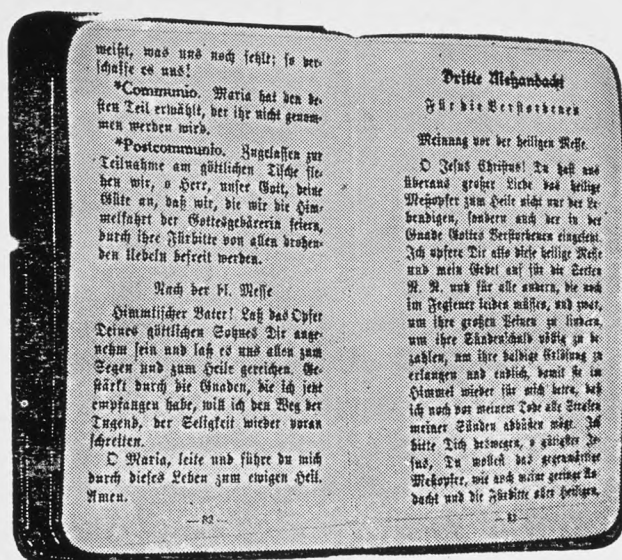 weißt, was uns noch fehlt; so ver-
schaffe es uns!
*Communio. Maria hat den be-
sten Teil erwählt, der ihr nicht genom-
men werden wird.
*Postcommunio. Zugelassen zur
Teilnahme am göttlichen Tische fle-
hen wir, o Herr, unser Gott, deine
Güte an, daß wir, die wir die Him-
melfahrt der Gottesgebärerin feiern,
durch ihre Fürbitte von allen drohen-
den Uebeln befreit werden.
Nach der hl. Messe
Himmlischer Vater! Laß das Opfer
Deines göttlichen Sohnes Dir ange-
nehm sein und laß es uns allen zum
Segen und zum Heile gereichen. Ge-
stärkt durch die Gnaden, die ich jetzt
empfangen habe, will ich den Weg der
Tugend, der Seligkeit wieder voran
schreiten.
O Maria, leite und führe du mich
durch dieses Leben zum ewigen Heil.
Amen.
— 82 —
Dritte Meßandacht
Für die Verstorbenen
Meinung vor der heiligen Messe.
O Jesus Christus! Du hast aus
überaus großer Liebe das heilige
Meßopfer zum Heile nicht nur der Le-
bendigen, sondern auch der in der
Gnade Gottes Verstorbenen eingesetzt.
Ich opfere Dir also diese heilige Messe
und mein Gebet auf für die Seelen
N. N. und für alle andern, die noch
im Fegfeuer leiden müssen, und zwar,
um ihre großen Peinen zu lindern,
um ihre Sündenschuld völlig zu be-
zahlen, um ihre baldige Erlösung zu
erlangen und endlich, damit sie im
Himmel wieder für mich beten, daß
ich noch vor meinem Tode alle Strafen
meiner Sünden abbüßen möge. Ich
bitte Dich deswegen, o gütigster Je-
sus, Du wollest das gegenwärtige
Meßopfer, wie auch meine geringe An-
dacht und die Fürbitte aller Heiligen,
— 83 —